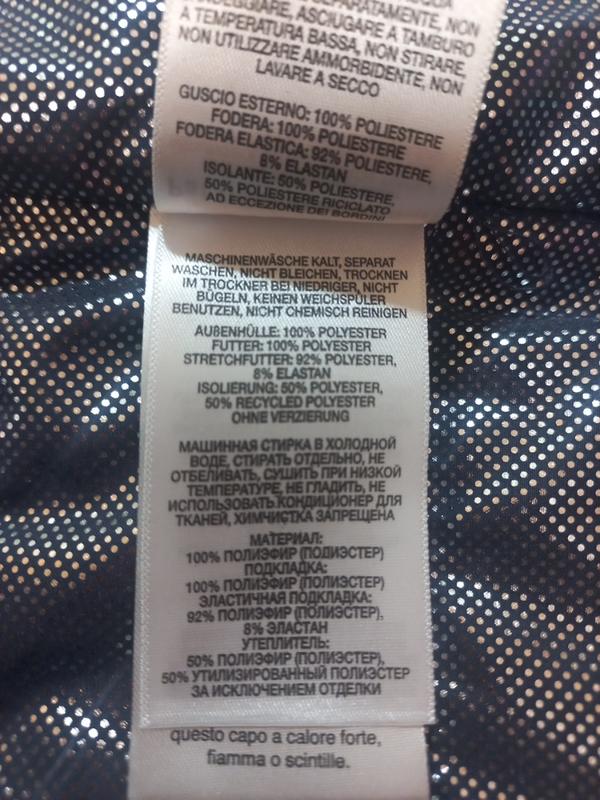 SEPARATAMENTE, NON
CANDEGGIARE, ASCIUGARE A TAMBURO
A TEMPERATURA BASSA, NON STIRARE,
NON UTILIZZARE AMMORBIDENTE, NON
LAVARE A SECCO
GUSCIO ESTERNO: 100% POLIESTERE
FODERA: 100% POLIESTERE
FODERA ELASTICA: 92% POLIESTERE,
8% ELASTAN
ISOLANTE: 50% POLIESTERE,
50% POLIESTERE RICICLATO
AD ECCEZIONE DEI BORDINI
MASCHINENWÄSCHE KALT, SEPARAT
WASCHEN, NICHT BLEICHEN, TROCKNEN
IM TROCKNER BEI NIEDRIGER, NICHT
BÜGELN, KEINEN WEICHSPÜLER
BENUTZEN, NICHT CHEMISCH REINIGEN
AUßENHÜLLE: 100% POLYESTER
FUTTER: 100% POLYESTER
STRETCHFUTTER: 92% POLYESTER,
8% ELASTAN
ISOLIERUNG: 50% POLYESTER,
50% RECYCLED POLYESTER
OHNE VERZIERUNG
МАШИННАЯ СТИРКА В ХОЛОДНОЙ
ВОДЕ, СТИРАТЬ ОТДЕЛЬНО, НЕ
ОТБЕЛИВАТЬ, СУШИТЬ ПРИ НИЗКОЙ
ТЕМПЕРАТУРЕ, НЕ ГЛАДИТЬ, НЕ
ИСПОЛЬЗОВАТЬ КОНДИЦИОНЕР ДЛЯ
ТКАНЕЙ, ХИМЧИСТКА ЗАПРЕЩЕНА
МАТЕРИАЛ:
100% ПОЛИЭФИР (ПОЛИЭСТЕР)
ПОДКЛАДКА:
100% ПОЛИЭФИР (ПОЛИЭСТЕР)
ЭЛАСТИЧНАЯ ПОДКЛАДКА:
92% ПОЛИЭФИР (ПОЛИЭСТЕР),
8% ЭЛАСТАН
УТЕПЛИТЕЛЬ:
50% ПОЛИЭФИР (ПОЛИЭСТЕР),
50% УТИЛИЗИРОВАННЫЙ ПОЛИЭСТЕР
ЗА ИСКЛЮЧЕНИЕМ ОТДЕЛКИ
questo capo a calore forte,
fiamma o scintille.